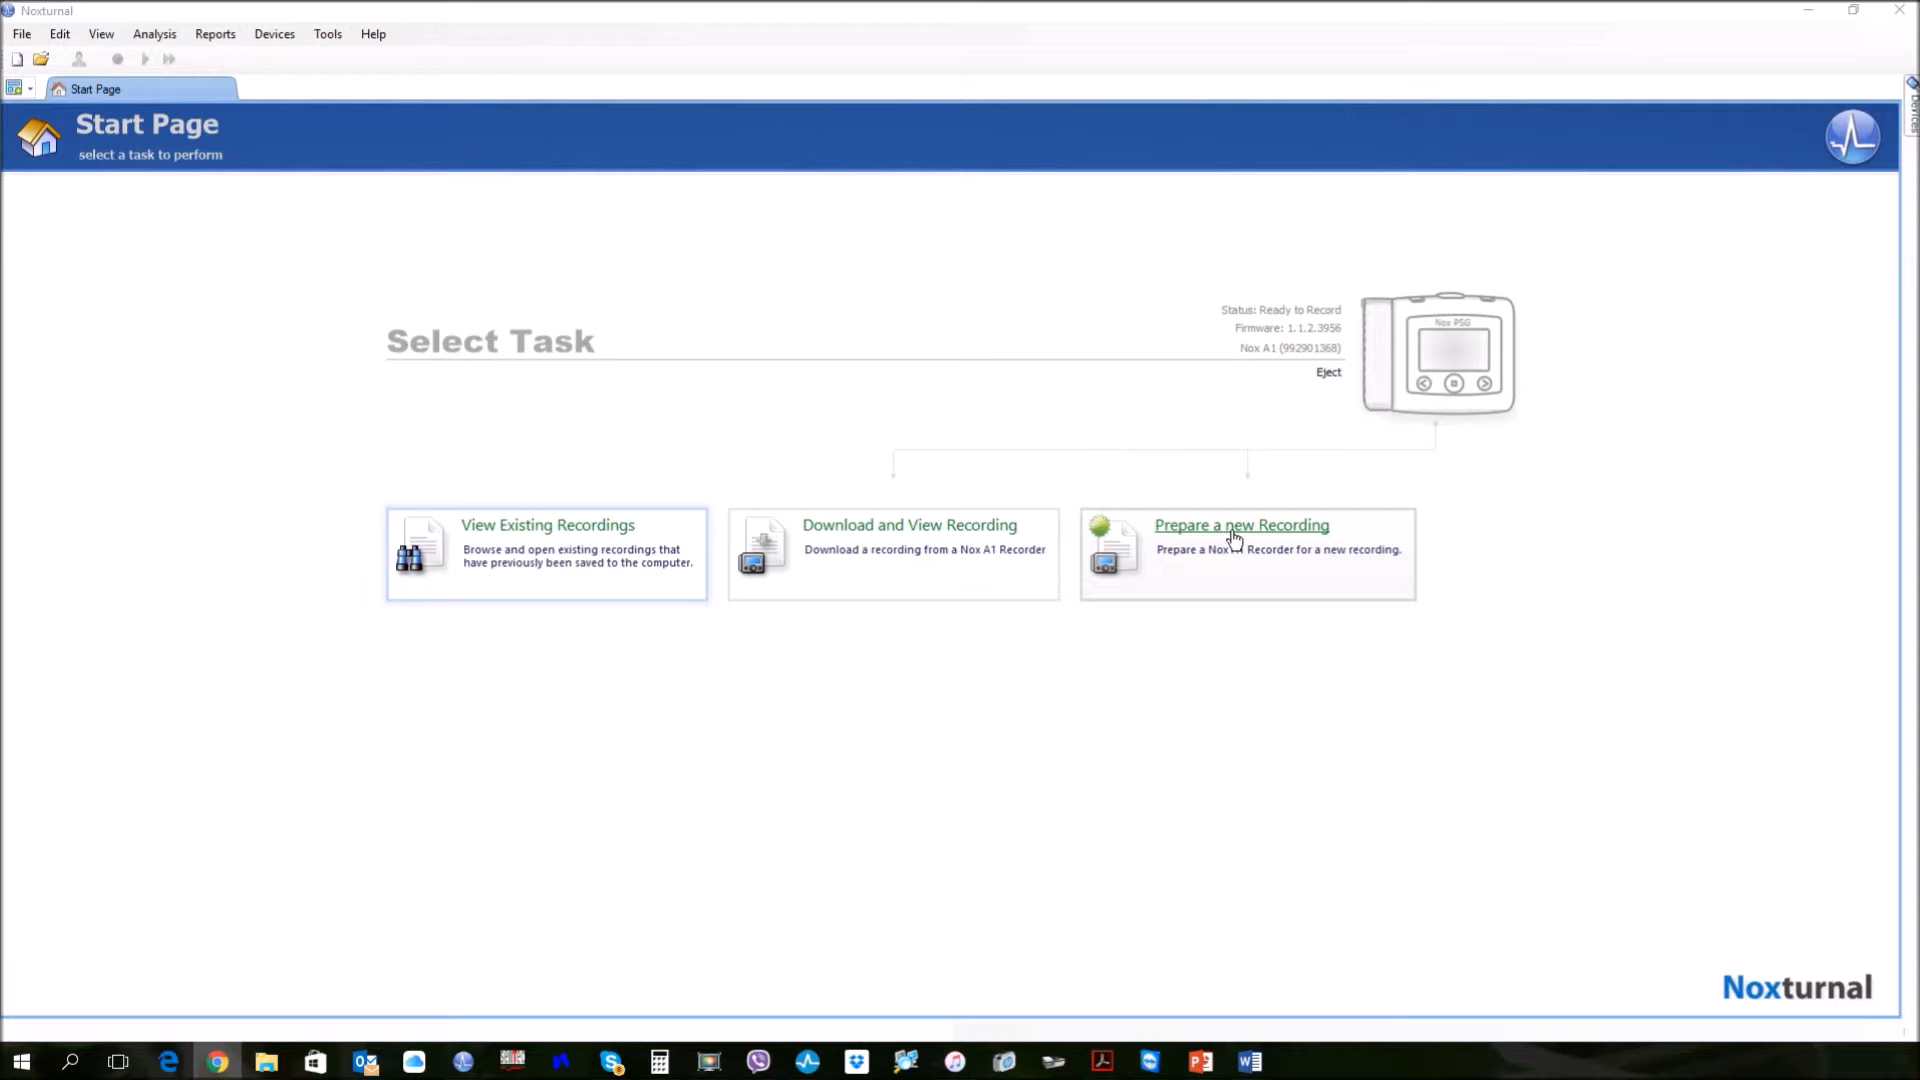 Noxturnal
File Edit View Analysis Reports Devices Tools Help
Start Page
Devices
Start Page
select a task to perform
Status: Ready to Record
Firmware: 1.1.2.3956
Nox A1 (992901368)
Eject
Nox PSG
Select Task
View Existing Recordings
Browse and open existing recordings that
have previously been saved to the computer.
Download and View Recording
Download a recording from a Nox A1 Recorder
Prepare a new Recording
Prepare a Nox Recorder for a new recording.
Noxturnal